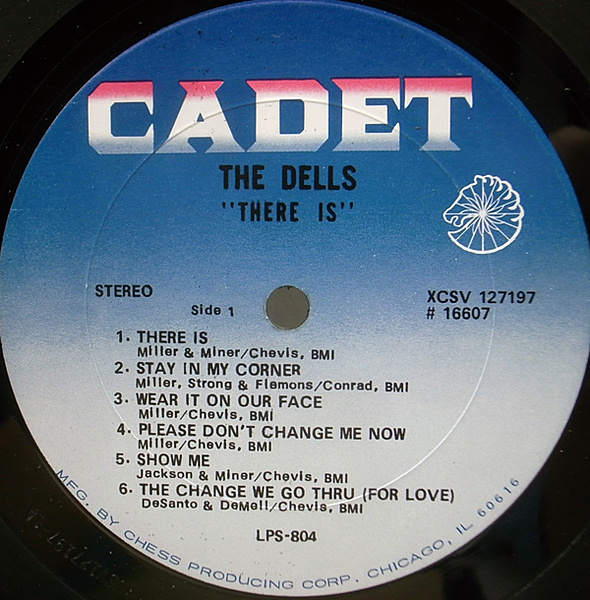 CADET
THE DELLS
"THERE IS"
STEREO
Side 1
XCSV 127197
# 16607
1. THERE IS
Miller & Miner/Chevis, BMI
2. STAY IN MY CORNER
Miller, Strong & Flemons/Conrad, BMI
3. WEAR IT ON OUR FACE
Miller/Chevis, BMI
4. PLEASE DON'T CHANGE ME NOW
Miller/Chevis, BMI
5. SHOW ME
Jackson & Miner/Chevis, BMI
6. THE CHANGE WE GO THRU (FOR LOVE)
DeSanto & DeMell/Chevis, BMI
LPS-804
MFG. BY CHESS PRODUCING CORP. CHICAGO, IL 60616